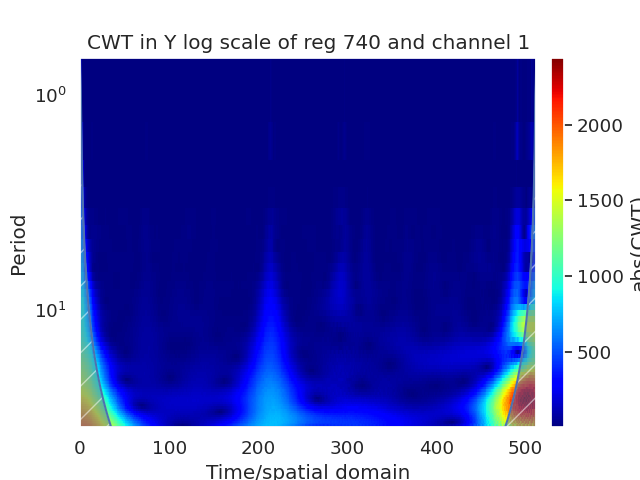 CWT in Y log scale of reg 740 and channel 1
10⁰
10¹
Period
0 100 200 300 400 500
Time/spatial domain
2000
1500
1000
500
abs(CWT)